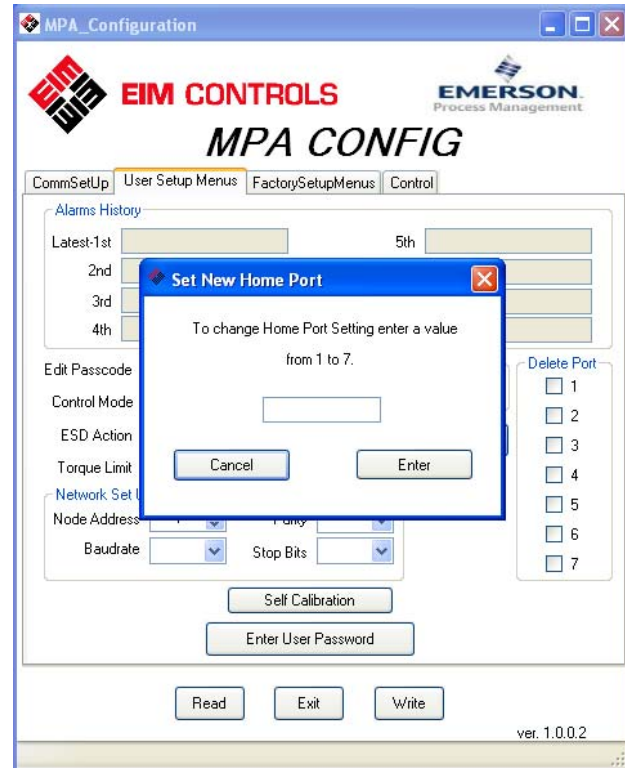 MPA_Configuration
EIM
EIM
EIM CONTROLS
EMERSON
Process Management
MPA CONFIG
CommSetUp User Setup Menus FactorySetupMenus Control
Alarms History
Latest-1st 5th
2nd
3rd
4th
Set New Home Port
To change Home Port Setting enter a value
from 1 to 7.
Cancel Enter
Edit Passcode
Control Mode
ESD Action
Torque Limit
Delete Port
1
2
3
4
5
6
7
Network Set
Node Address Parity
Baudrate Stop Bits
Self Calibration
Enter User Password
Read Exit Write
ver. 1.0.0.2